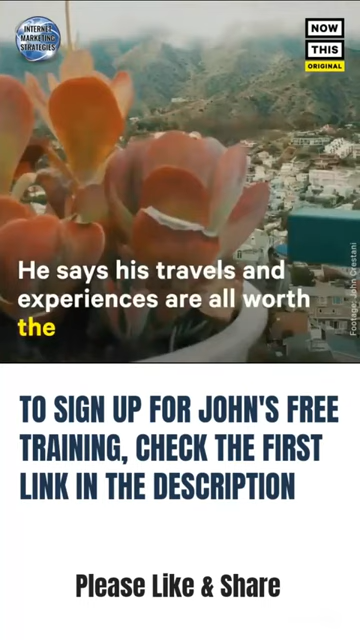 INTERNET
MARKETING
STRATEGIES
NOW
THIS
ORIGINAL
He says his travels and
experiences are all worth
the
Footage: John Crestani
TO SIGN UP FOR JOHN'S FREE
TRAINING, CHECK THE FIRST
LINK IN THE DESCRIPTION
Please Like & Share